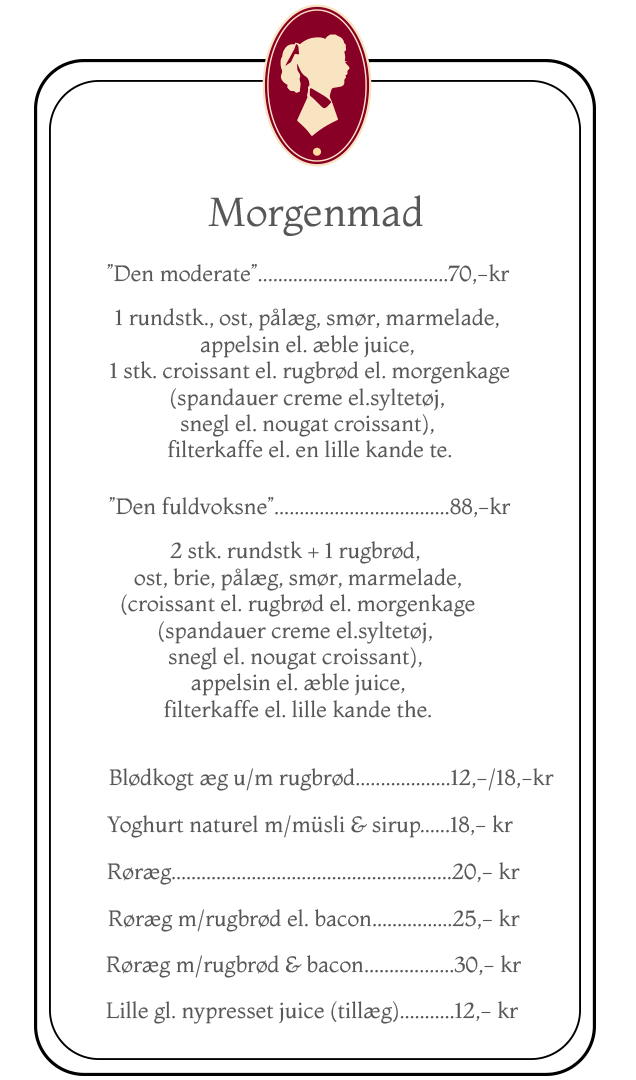 Morgenmad
”Den moderate”.......................................70,-kr
1 rundstk., ost, pålæg, smør, marmelade,
appelsin el. æble juice,
1 stk. croissant el. rugbrød el. morgenkage
(spandauer creme el.syltetøj,
snegl el. nougat croissant),
filterkaffe el. en lille kande te.
”Den fuldvoksne”....................................88,-kr
2 stk. rundstk + 1 rugbrød,
ost, brie, pålæg, smør, marmelade,
(croissant el. rugbrød el. morgenkage
(spandauer creme el.syltetøj,
snegl el. nougat croissant),
appelsin el. æble juice,
filterkaffe el. lille kande the.
Blødkogt æg u/m rugbrød...................12,-/18,-kr
Yoghurt naturel m/müsli & sirup......18,- kr
Røræg.........................................................20,- kr
Røræg m/rugbrød el. bacon................25,- kr
Røræg m/rugbrød & bacon..................30,- kr
Lille gl. nypresset juice (tillæg)...........12,- kr